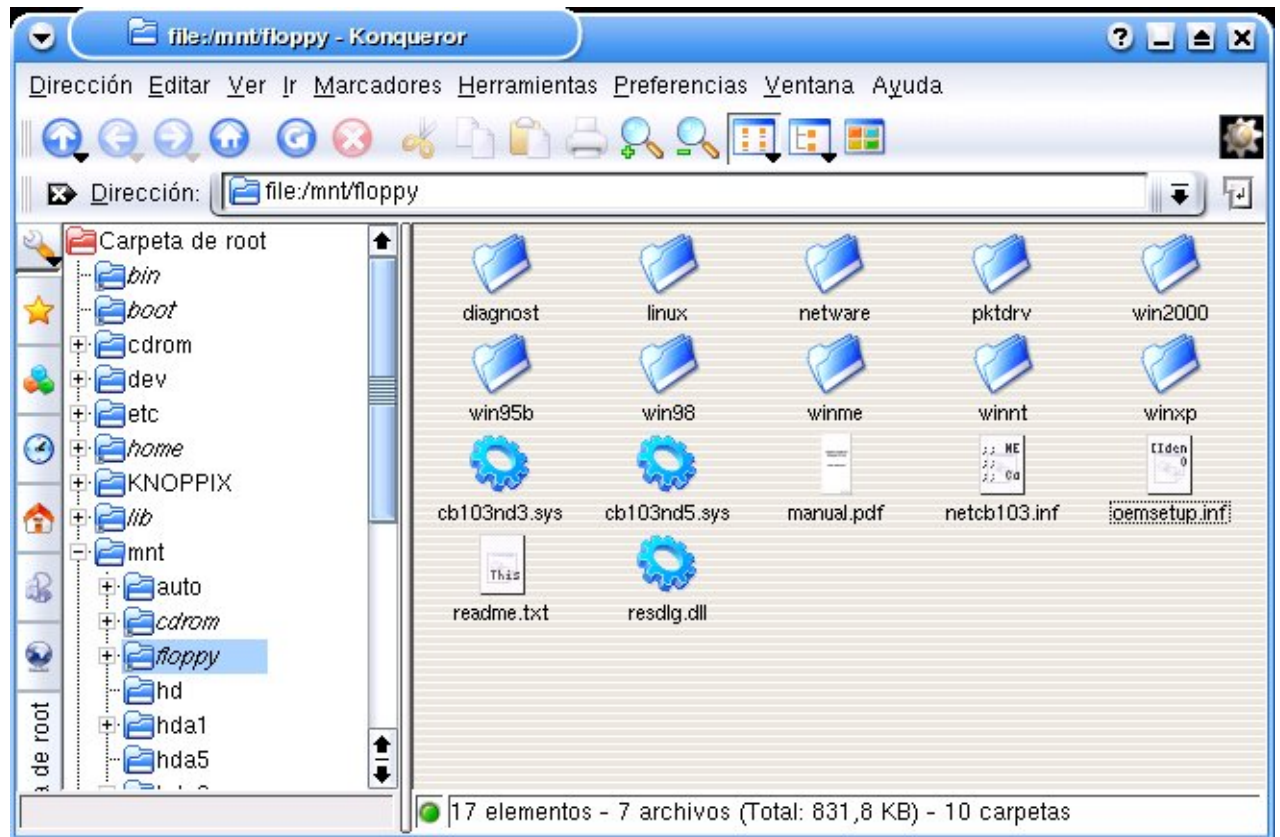 file:/mnt/floppy - Konqueror
Dirección Editar Ver Ir Marcadores Herramientas Preferencias Ventana Ayuda
Dirección: file:/mnt/floppy
Carpeta de root
bin
boot
cdrom
dev
etc
home
KNOPPIX
lib
mnt
auto
cdrom
floppy
hd
hda1
hda5
de root
diagnost linux netware pktdrv win2000
win95b win98 winme winnt winxp
cb103nd3.sys cb103nd5.sys manual.pdf netcb103.inf oemsetup.inf
This
readme.txt resdlg.dll
17 elementos - 7 archivos (Total: 831,8 KB) - 10 carpetas